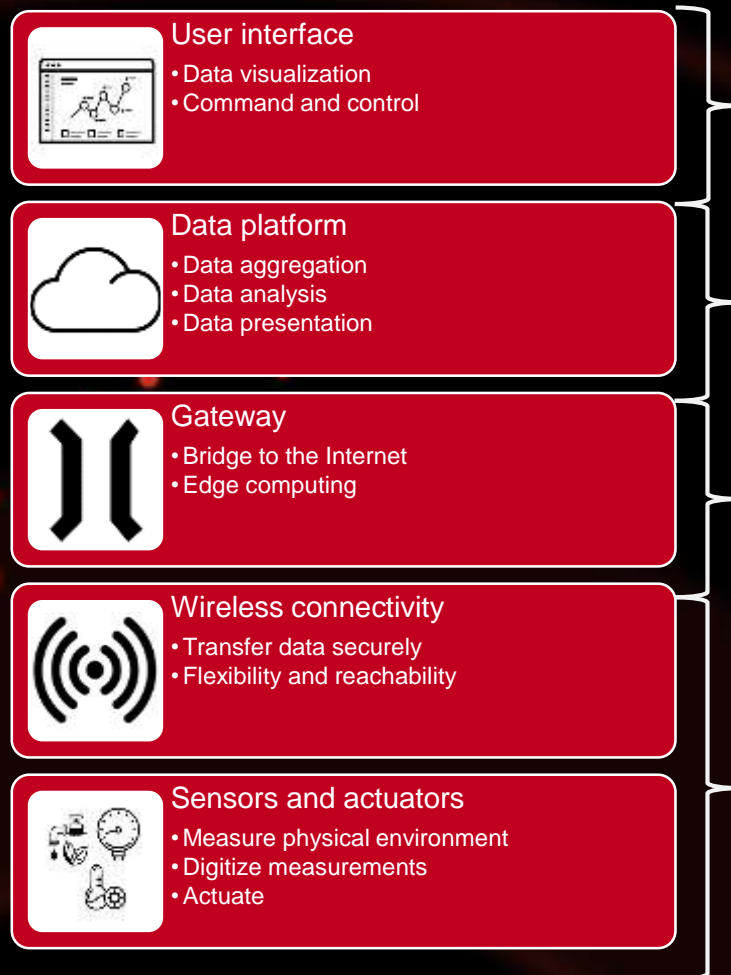 User interface
• Data visualization
• Command and control
Data platform
• Data aggregation
• Data analysis
• Data presentation
Gateway
• Bridge to the Internet
• Edge computing
Wireless connectivity
• Transfer data securely
• Flexibility and reachability
Sensors and actuators
• Measure physical environment
• Digitize measurements
• Actuate